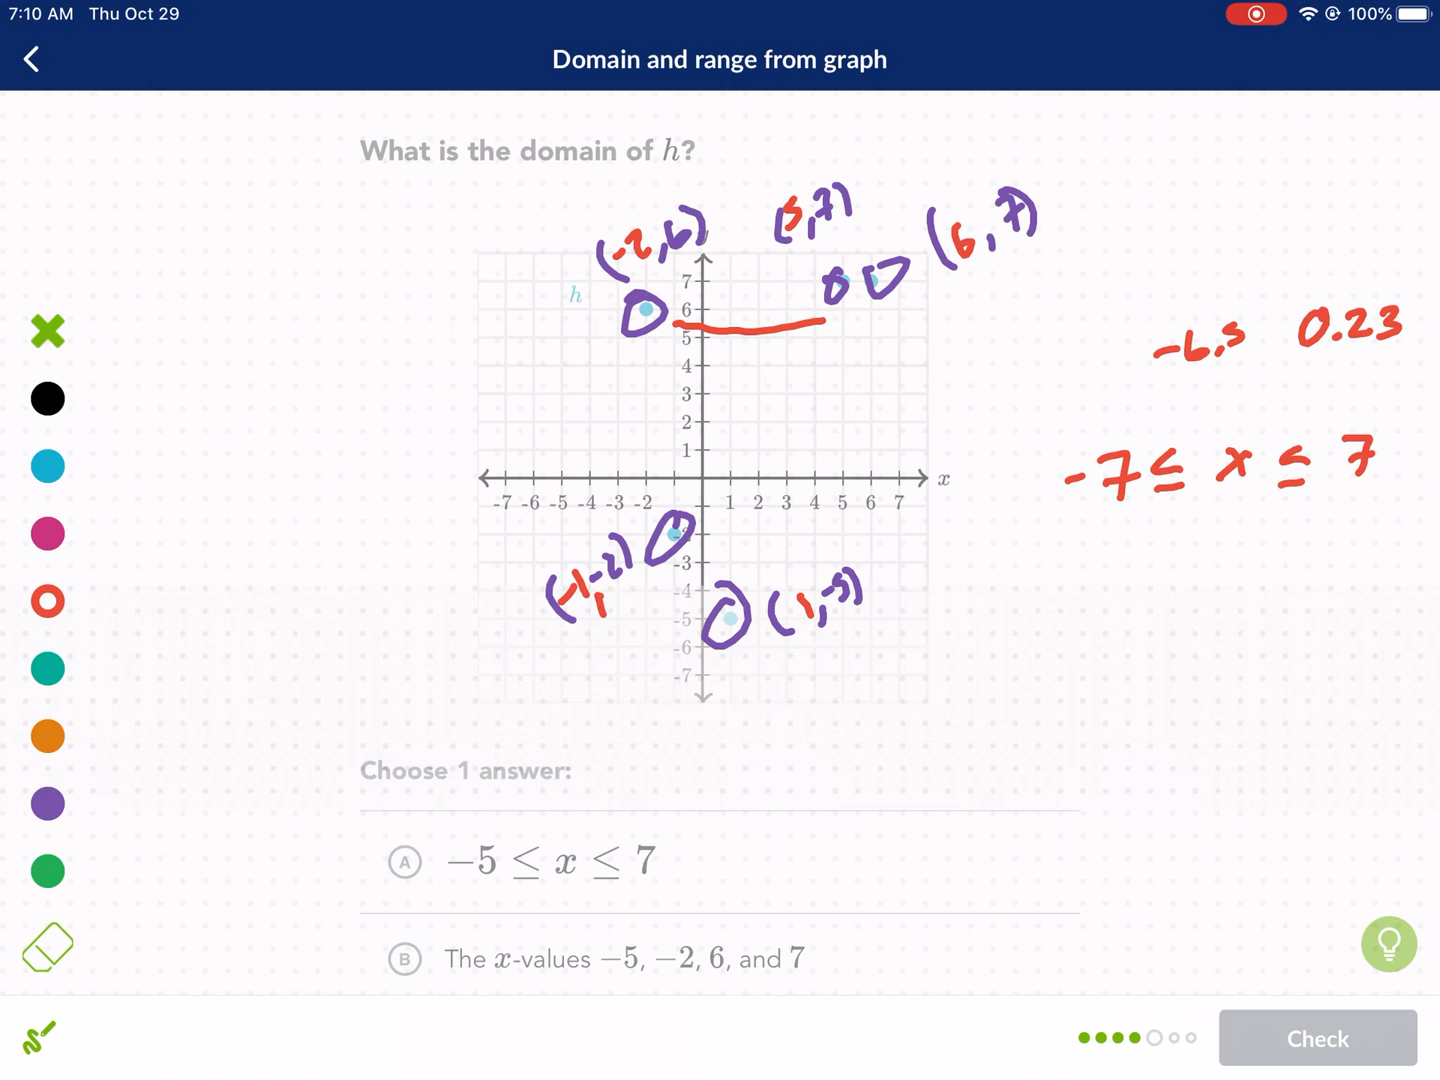 7:10 AM Thu Oct 29 100%
Domain and range from graph
What is the domain of h?
(-2,6) (5,7) (6,7)
h
7
6
5
4
3
2
1
-7 -6 -5 -4 -3 -2 1 2 3 4 5 6 7 x
-2
-3
-4
-5
-6
-7
(-1,-2) (1,-5)
-6,5 0.23
-7 ≤ x ≤ 7
Choose 1 answer:
A −5 ≤ x ≤ 7
B The x-values −5, −2, 6, and 7
Check